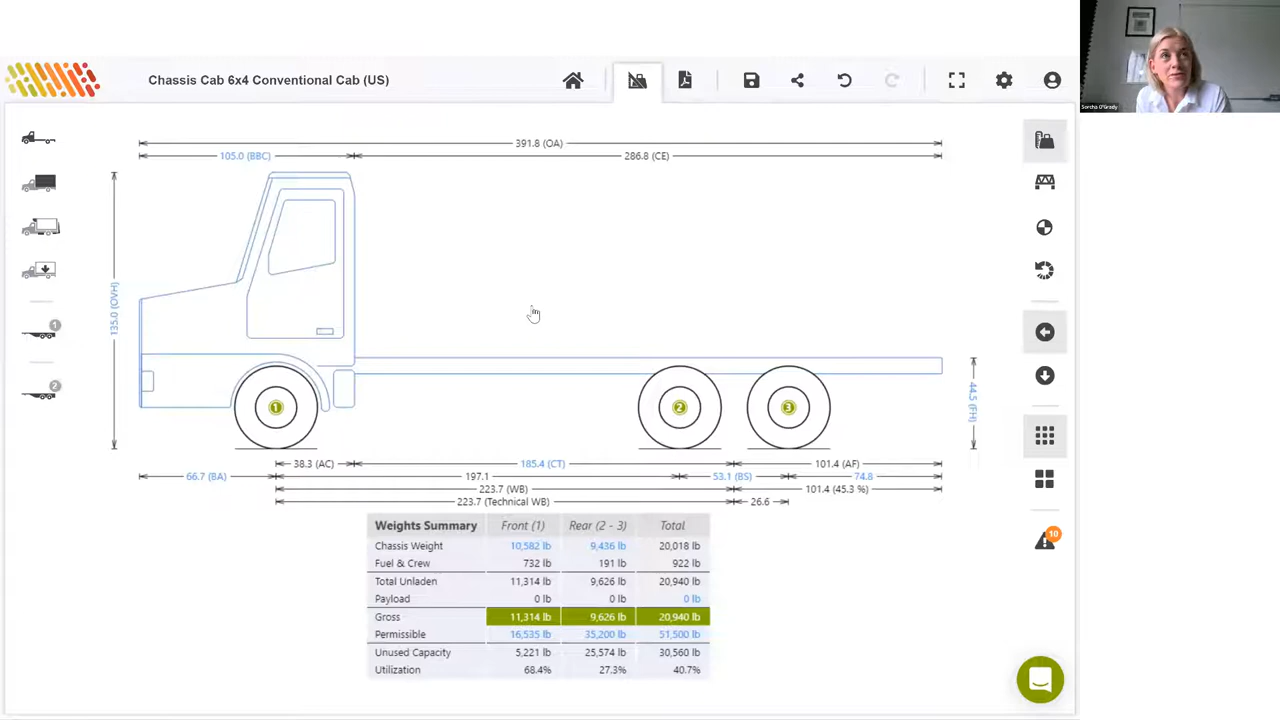 Chassis Cab 6x4 Conventional Cab (US)
Sorcha O'Grady
391.8 (OA)
105.0 (BBC) 286.8 (CE)
135.0 (OVH)
1
2
1 2 3
44.5 (FH)
38.3 (AC) 185.4 (CT) 101.4 (AF)
66.7 (BA) 197.1 53.1 (BS) 74.8
223.7 (WB) 101.4 (45.3 %)
223.7 (Technical WB) 26.6
10
Weights Summary Front (1) Rear (2 - 3) Total
Chassis Weight 10,582 lb 9,436 lb 20,018 lb
Fuel & Crew 732 lb 191 lb 922 lb
Total Unladen 11,314 lb 9,626 lb 20,940 lb
Payload 0 lb 0 lb 0 lb
Gross 11,314 lb 9,626 lb 20,940 lb
Permissible 16,535 lb 35,200 lb 51,500 lb
Unused Capacity 5,221 lb 25,574 lb 30,560 lb
Utilization 68.4% 27.3% 40.7%